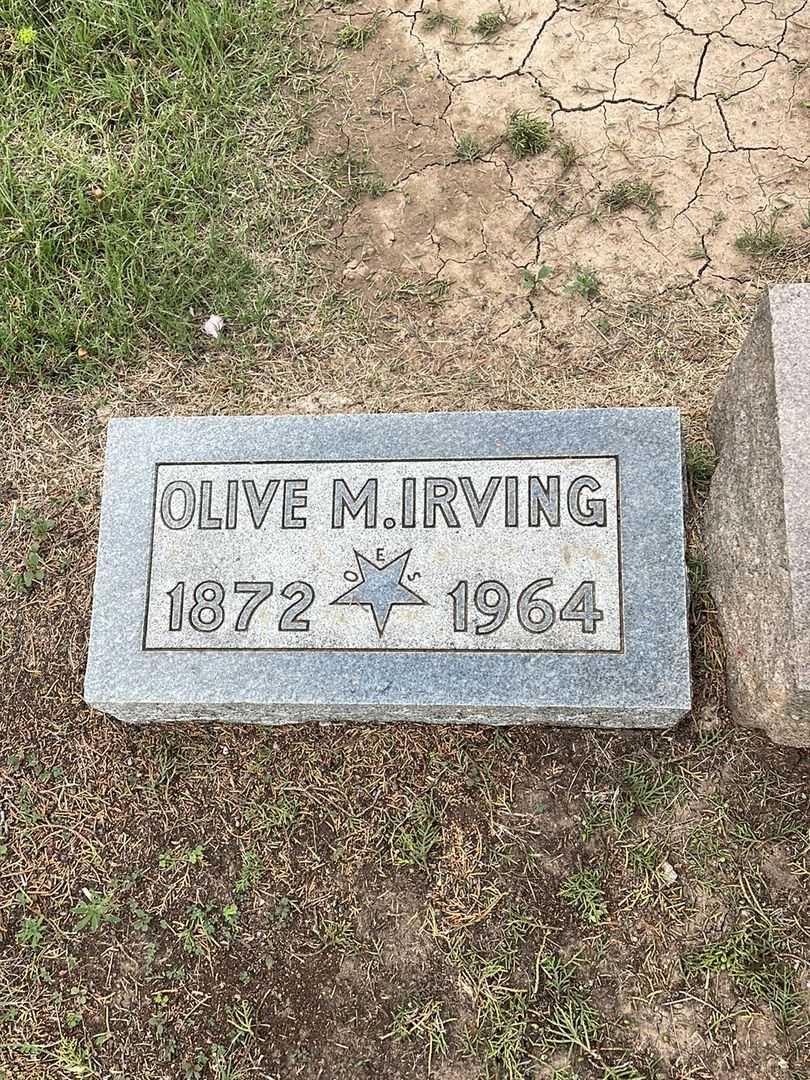 OLIVE M. IRVING
O E S
1872 1964